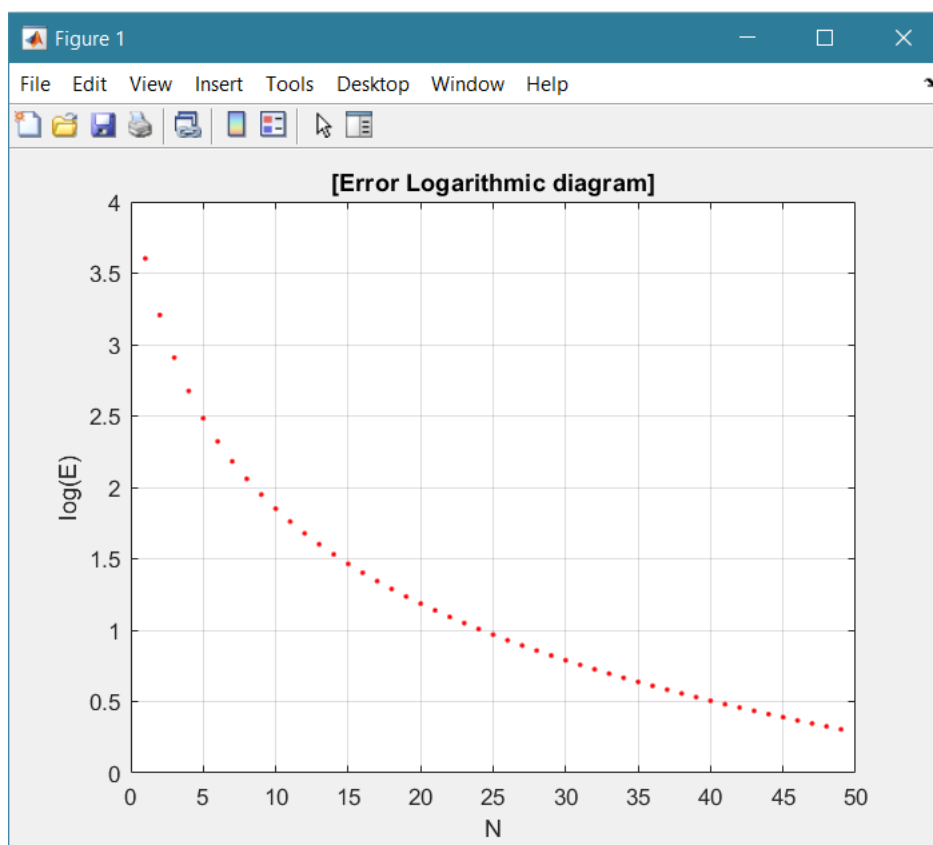 Figure 1
File Edit View Insert Tools Desktop Window Help
[Error Logarithmic diagram]
4
3.5
3
2.5
2
1.5
1
0.5
0
log(E)
0 5 10 15 20 25 30 35 40 45 50
N